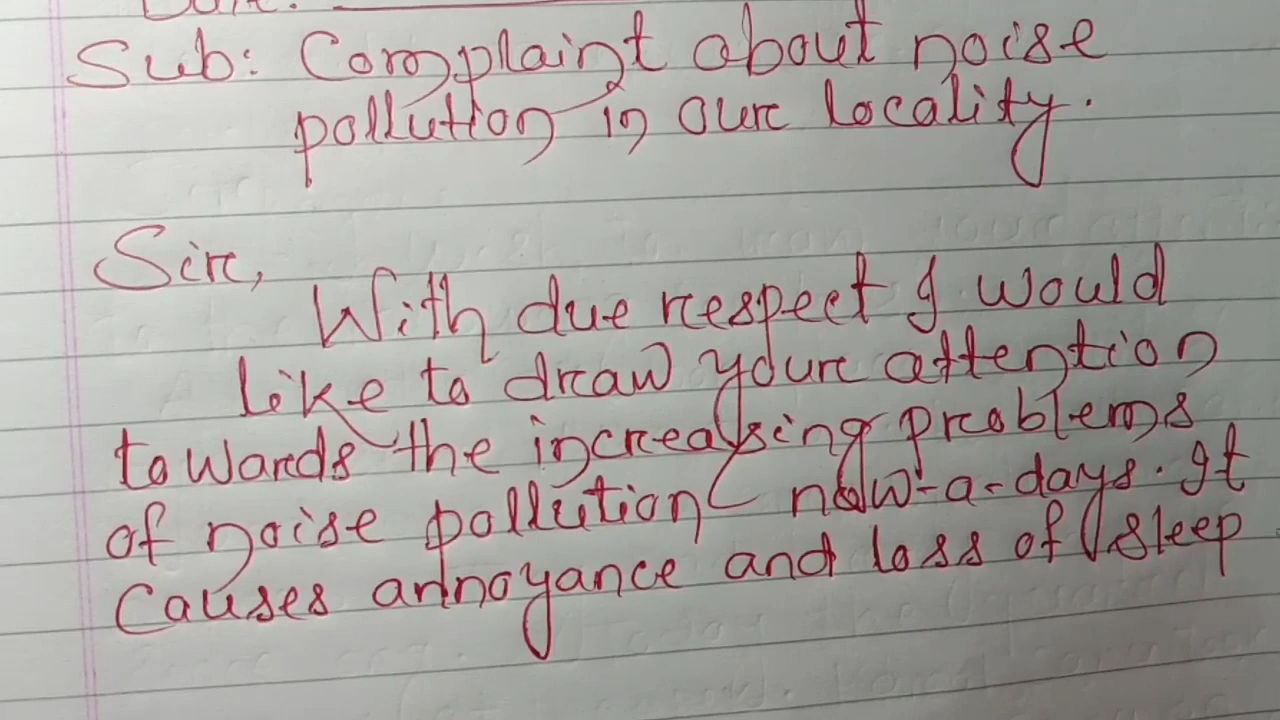 Date:
Sub: Complaint about noise
pollution in our locality.
Sir,
With due respect I would
like to draw your attention
towards the increasing problems
of noise pollution now-a-days. It
causes annoyance and loss of sleep